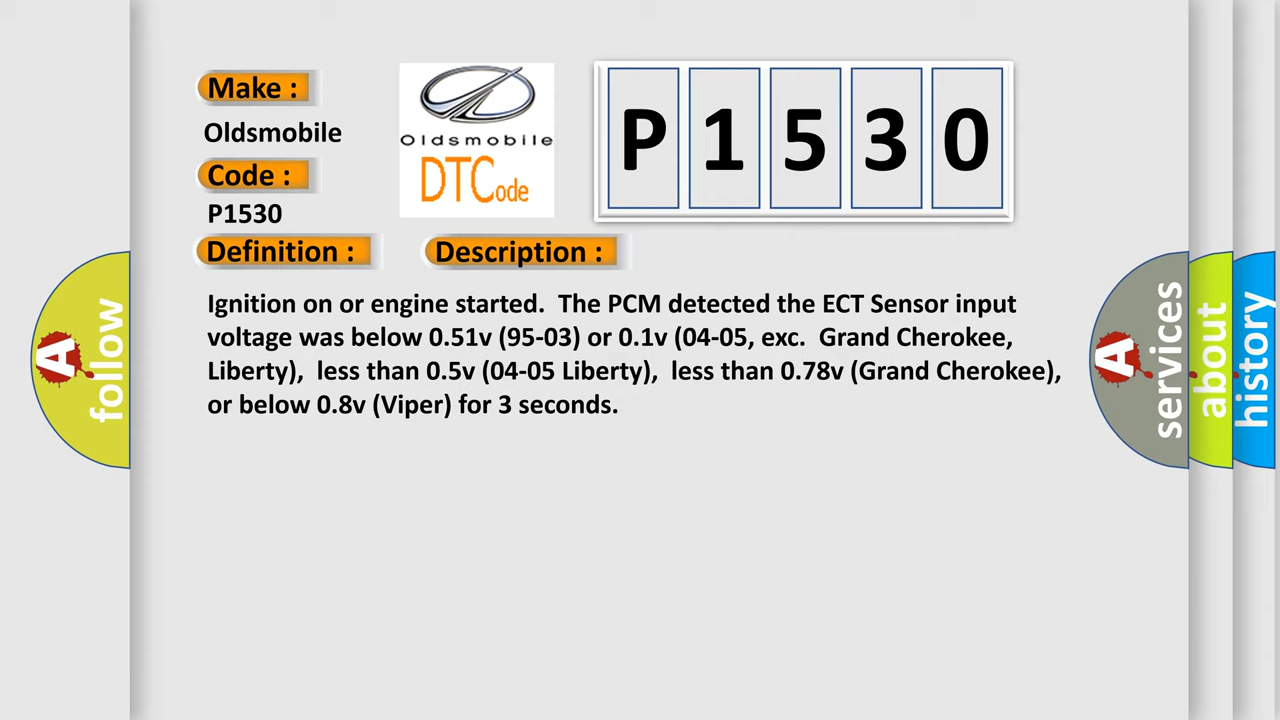 Make :
Oldsmobile
Code :
P1530
Oldsmobile
DTCode
P 1 5 3 0
Definition :
Description :
Ignition on or engine started. The PCM detected the ECT Sensor input
voltage was below 0.51v (95-03) or 0.1v (04-05, exc. Grand Cherokee,
Liberty), less than 0.5v (04-05 Liberty), less than 0.78v (Grand Cherokee),
or below 0.8v (Viper) for 3 seconds.
A follow
A services
about
history